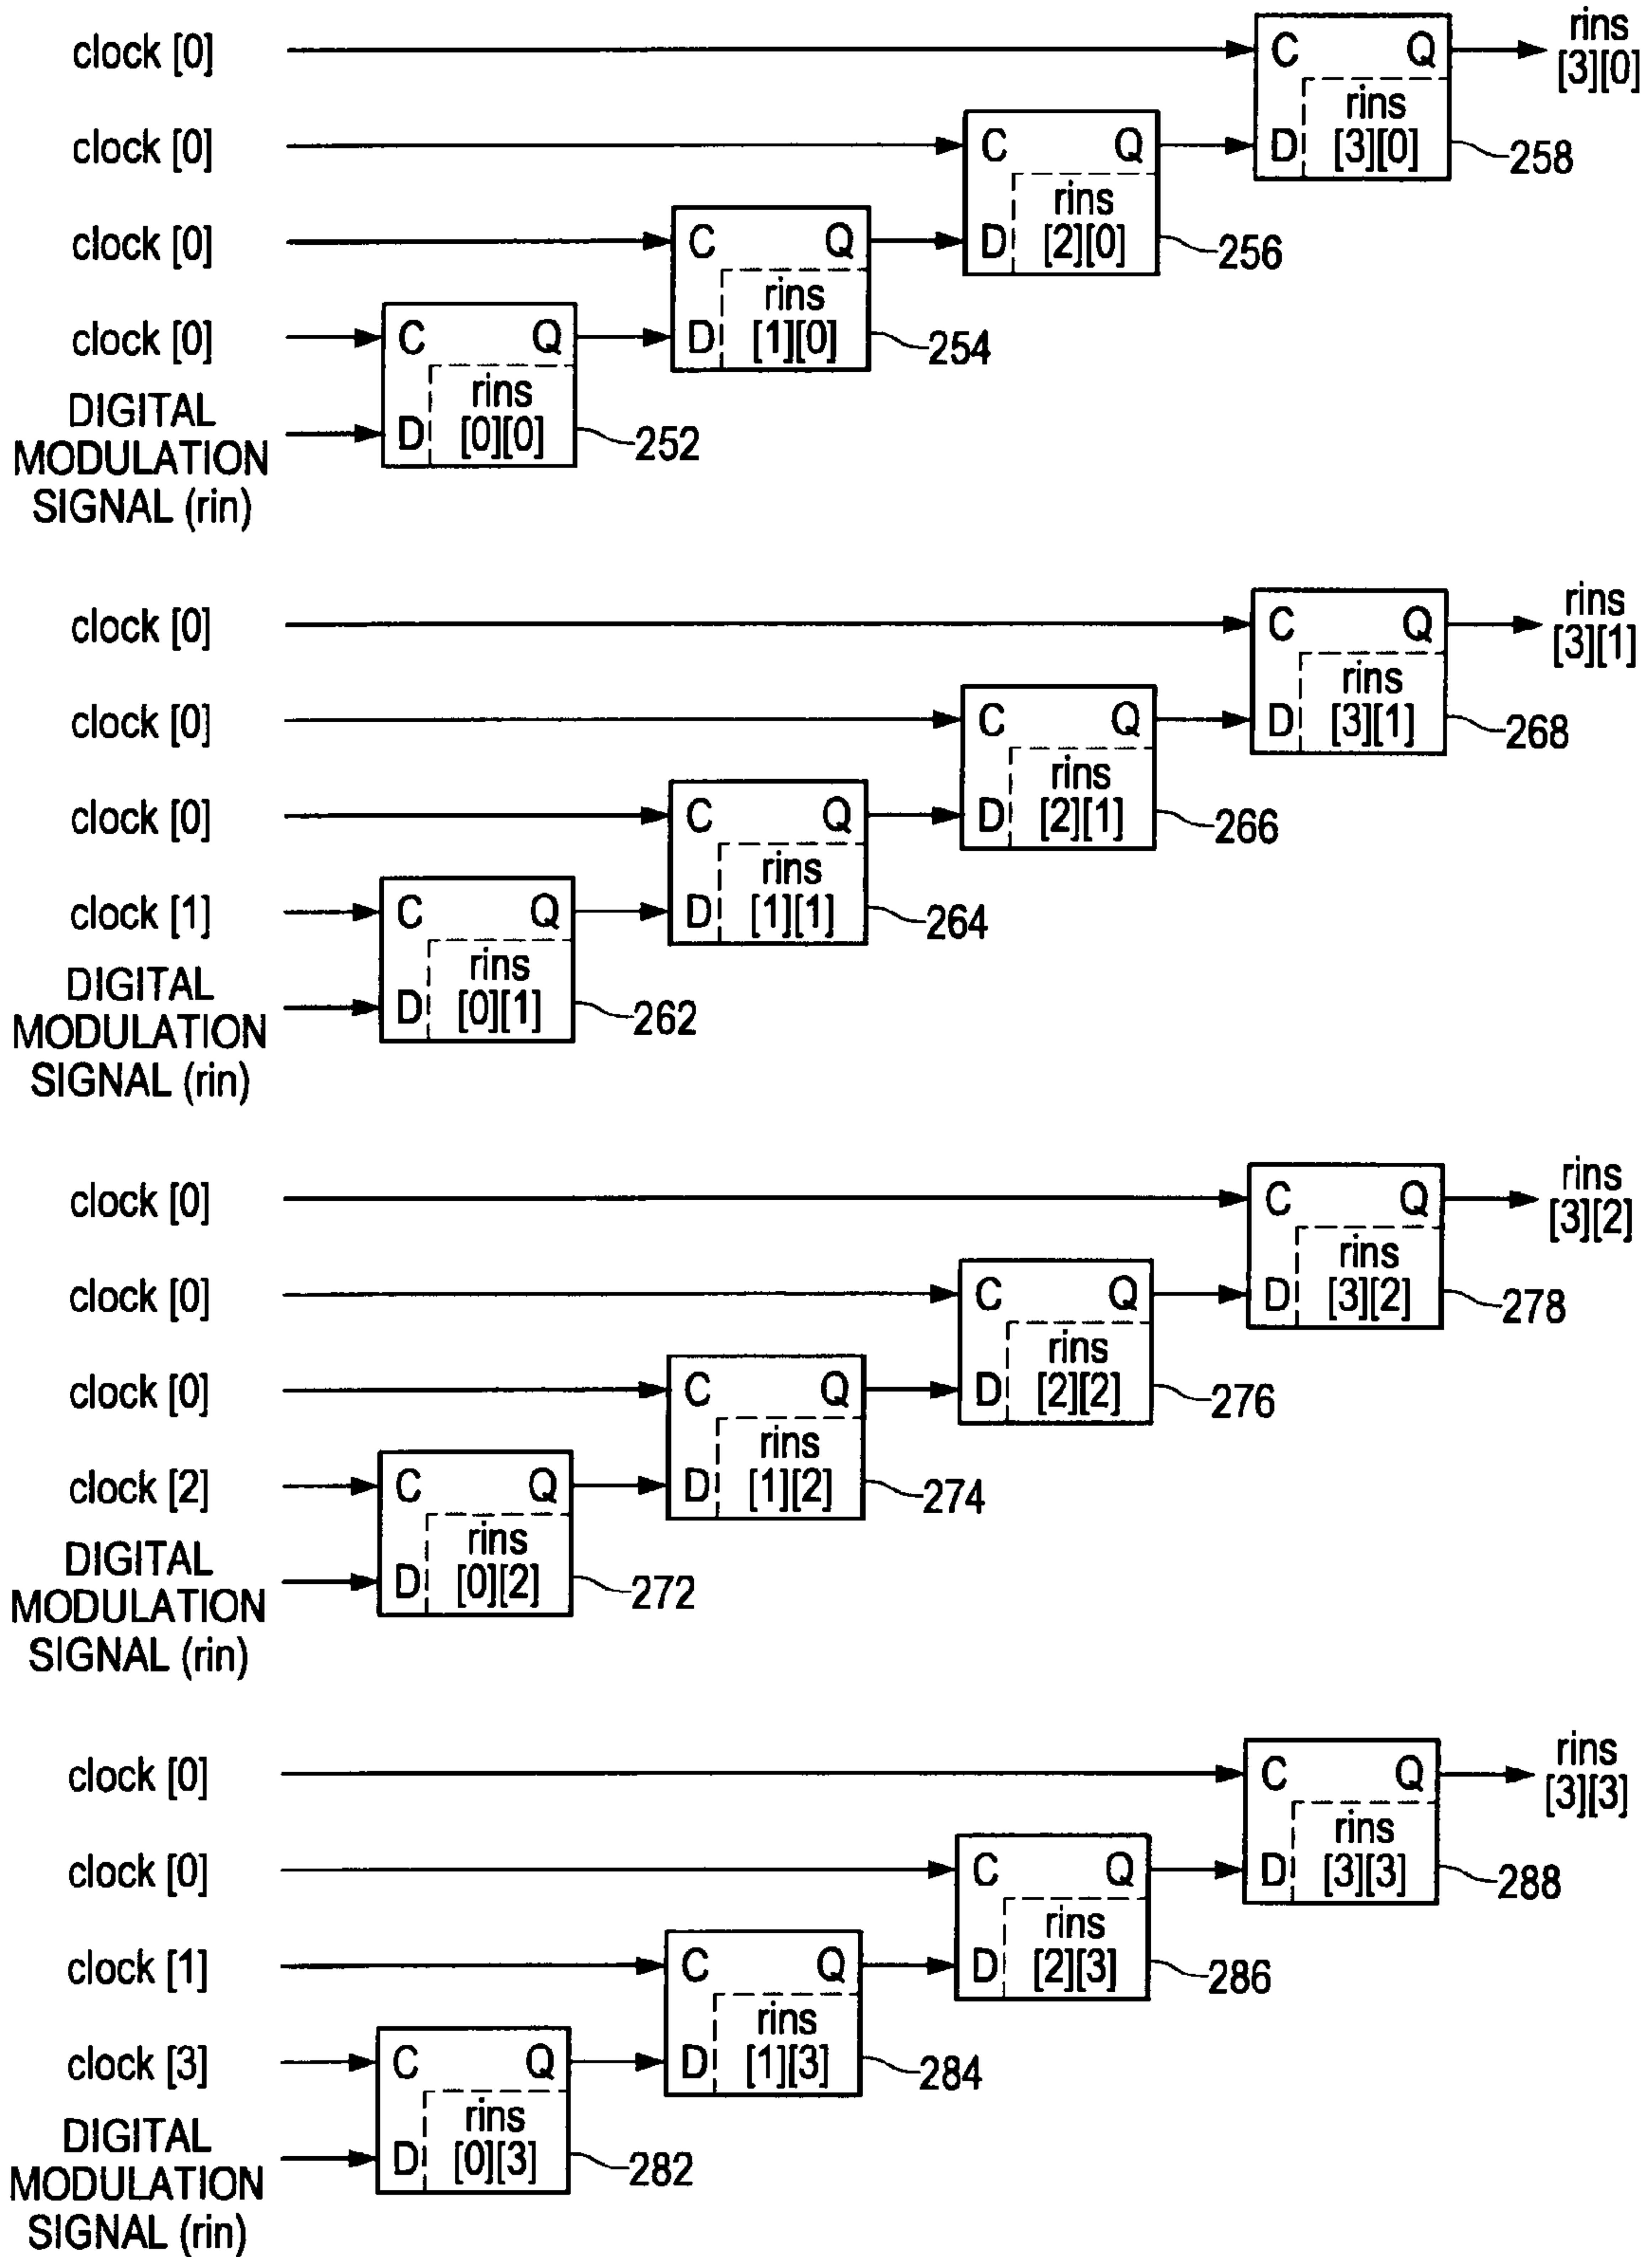 clock [0]
C Q
rins
[3][0]
rins
D [3][0]
258
clock [0]
C Q
rins
D [2][0]
256
clock [0]
C Q
rins
D [1][0]
254
clock [0]
C Q
rins
D [0][0]
252
DIGITAL
MODULATION
SIGNAL (rin)
clock [0]
C Q
rins
[3][1]
rins
D [3][1]
268
clock [0]
C Q
rins
D [2][1]
266
clock [0]
C Q
rins
D [1][1]
264
clock [1]
C Q
rins
D [0][1]
262
DIGITAL
MODULATION
SIGNAL (rin)
clock [0]
C Q
rins
[3][2]
rins
D [3][2]
278
clock [0]
C Q
rins
D [2][2]
276
clock [0]
C Q
rins
D [1][2]
274
clock [2]
C Q
rins
D [0][2]
272
DIGITAL
MODULATION
SIGNAL (rin)
clock [0]
C Q
rins
[3][3]
rins
D [3][3]
288
clock [0]
C Q
rins
D [2][3]
286
clock [1]
C Q
rins
D [1][3]
284
clock [3]
C Q
rins
D [0][3]
282
DIGITAL
MODULATION
SIGNAL (rin)